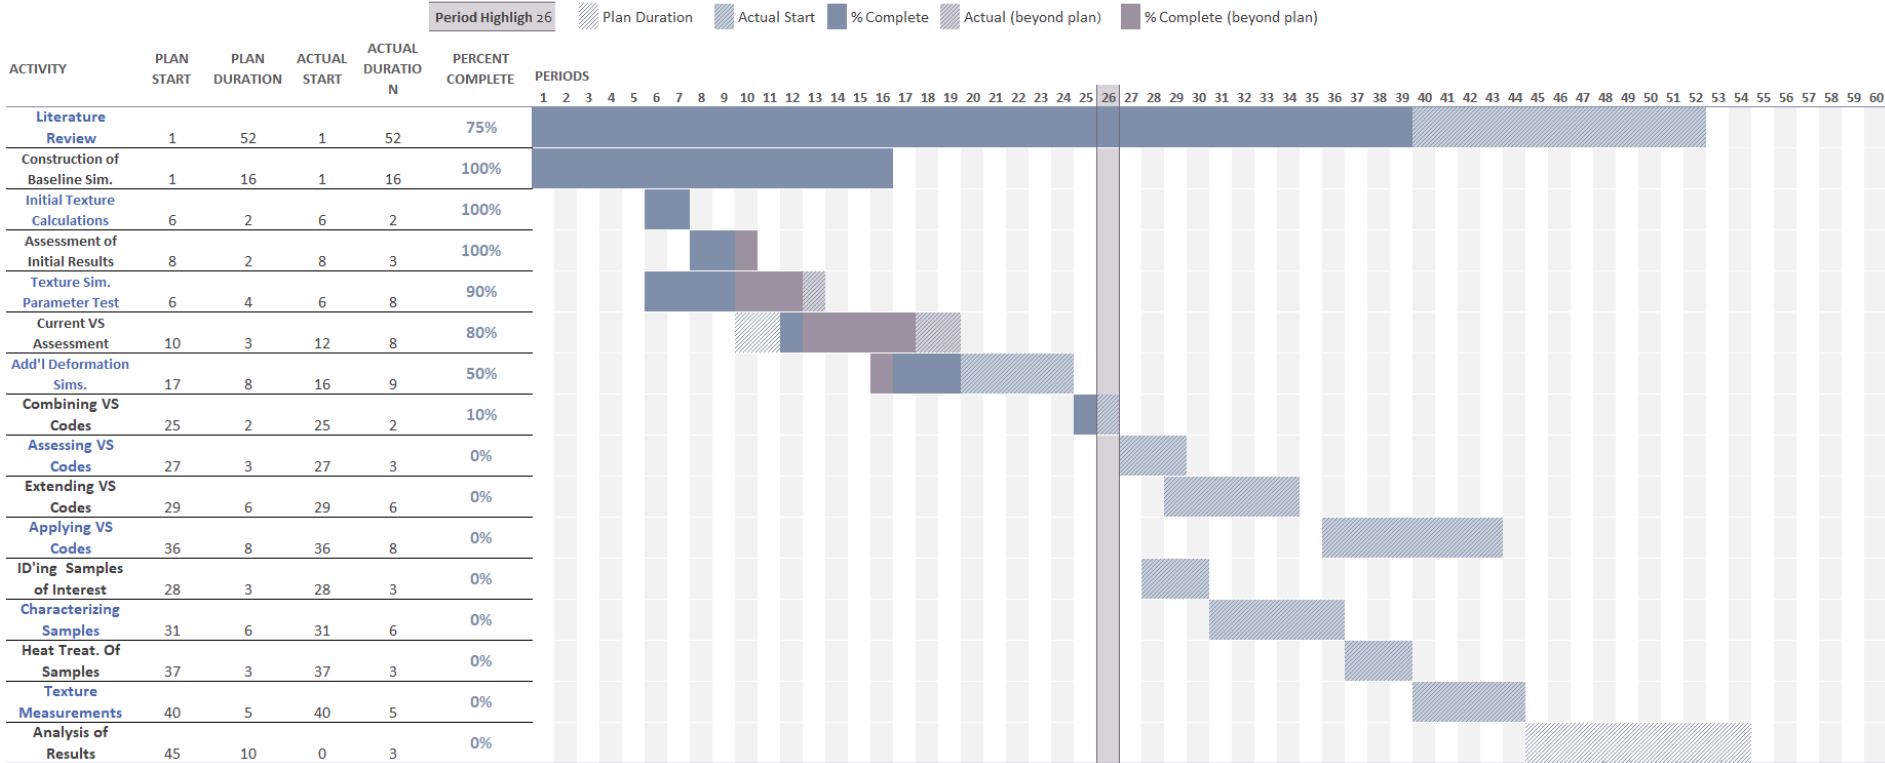 Period Highligh 26 Plan Duration Actual Start % Complete Actual (beyond plan) % Complete (beyond plan)
ACTIVITY PLAN START PLAN DURATION ACTUAL START ACTUAL DURATIO N PERCENT COMPLETE PERIODS
1 2 3 4 5 6 7 8 9 10 11 12 13 14 15 16 17 18 19 20 21 22 23 24 25 26 27 28 29 30 31 32 33 34 35 36 37 38 39 40 41 42 43 44 45 46 47 48 49 50 51 52 53 54 55 56 57 58 59 60
Literature
Review 1 52 1 52 75%
Construction of
Baseline Sim. 1 16 1 16 100%
Initial Texture
Calculations 6 2 6 2 100%
Assessment of
Initial Results 8 2 8 3 100%
Texture Sim.
Parameter Test 6 4 6 8 90%
Current VS
Assessment 10 3 12 8 80%
Add'l Deformation
Sims. 17 8 16 9 50%
Combining VS
Codes 25 2 25 2 10%
Assessing VS
Codes 27 3 27 3 0%
Extending VS
Codes 29 6 29 6 0%
Applying VS
Codes 36 8 36 8 0%
ID'ing Samples
of Interest 28 3 28 3 0%
Characterizing
Samples 31 6 31 6 0%
Heat Treat. Of
Samples 37 3 37 3 0%
Texture
Measurements 40 5 40 5 0%
Analysis of
Results 45 10 0 3 0%